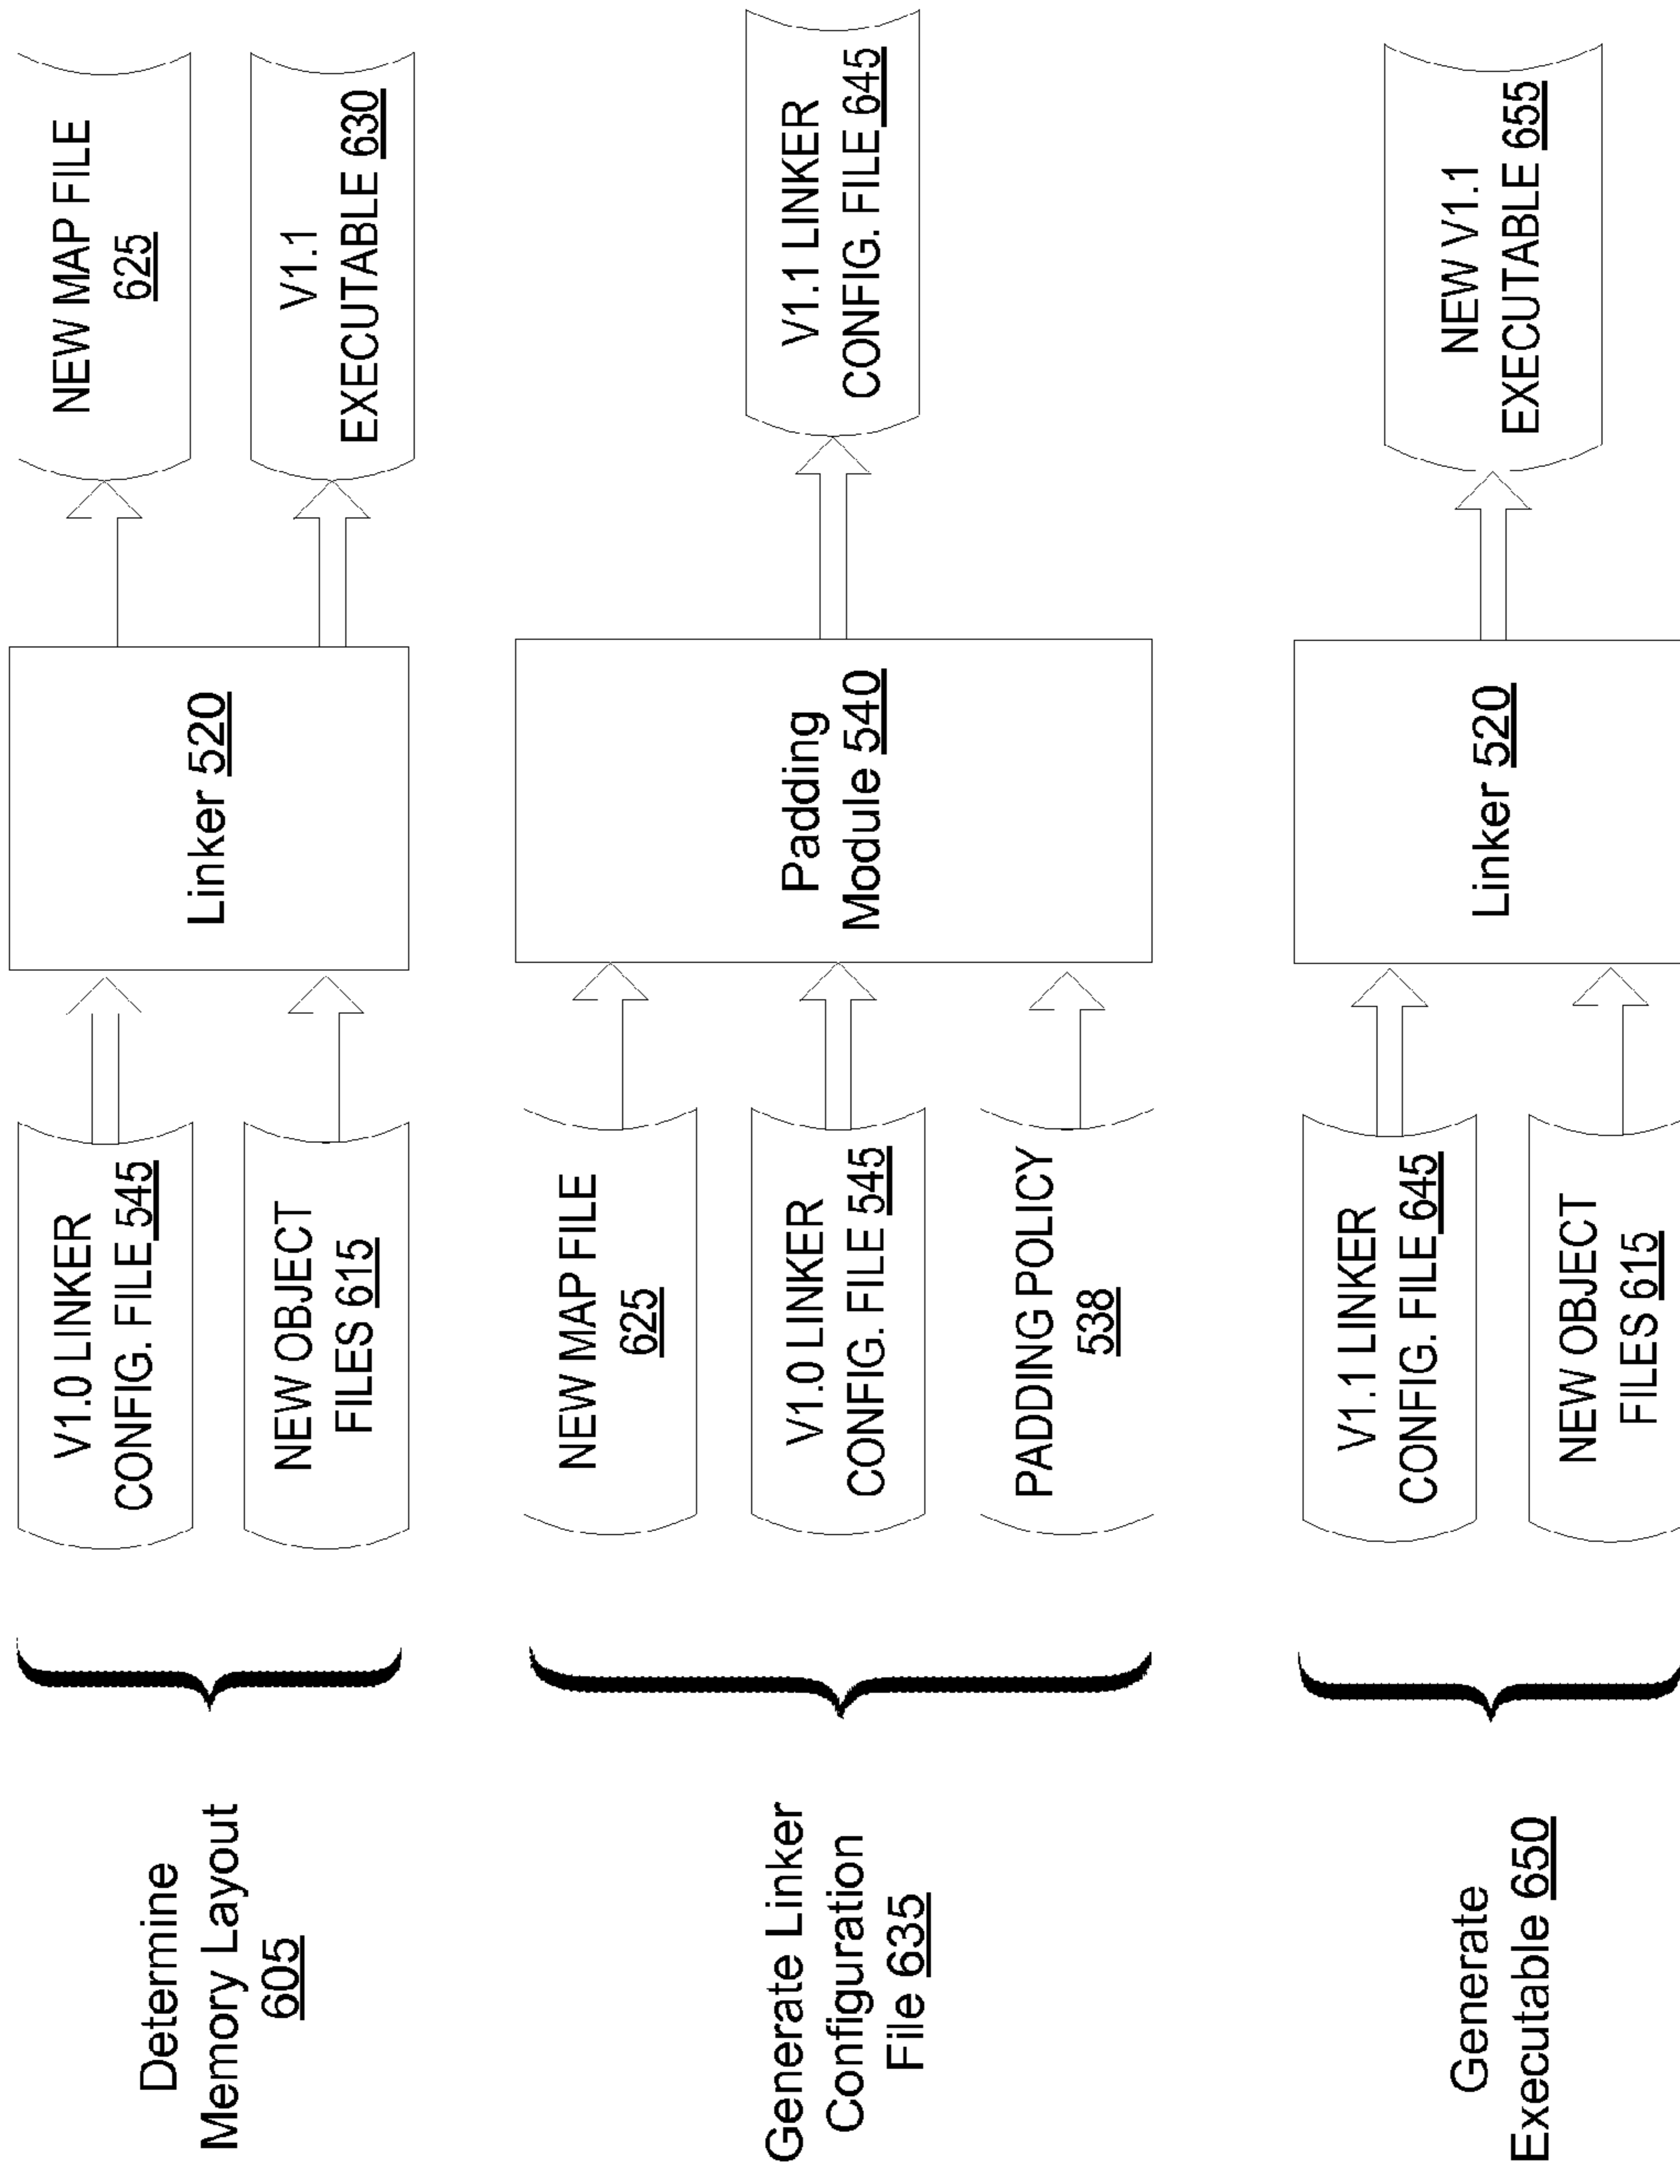 Determine
Memory Layout
605
V1.0 LINKER
CONFIG. FILE 545
NEW OBJECT
FILES 615
Linker 520
NEW MAP FILE
625
V1.1
EXECUTABLE 630
Generate Linker
Configuration
File 635
NEW MAP FILE
625
V1.0 LINKER
CONFIG. FILE 545
PADDING POLICY
538
Padding
Module 540
V1.1 LINKER
CONFIG. FILE 645
Generate
Executable 650
V1.1 LINKER
CONFIG. FILE 645
NEW OBJECT
FILES 615
Linker 520
NEW V1.1
EXECUTABLE 655